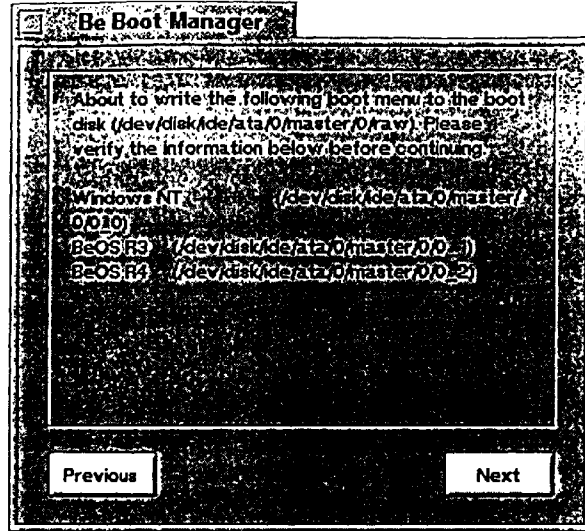 Be Boot Manager
About to write the following boot menu to the boot
disk (/dev/disk/ide/ata/0/master/0/raw). Please
verify the information below before continuing.
Windows NT (/dev/disk/ide/ata/0/master/
BeOS R3 (/dev/disk/ide/ata/0/master/0/0_1)
BeOS R4 (/dev/disk/ide/ata/0/master/0/0_2)
Previous
Next